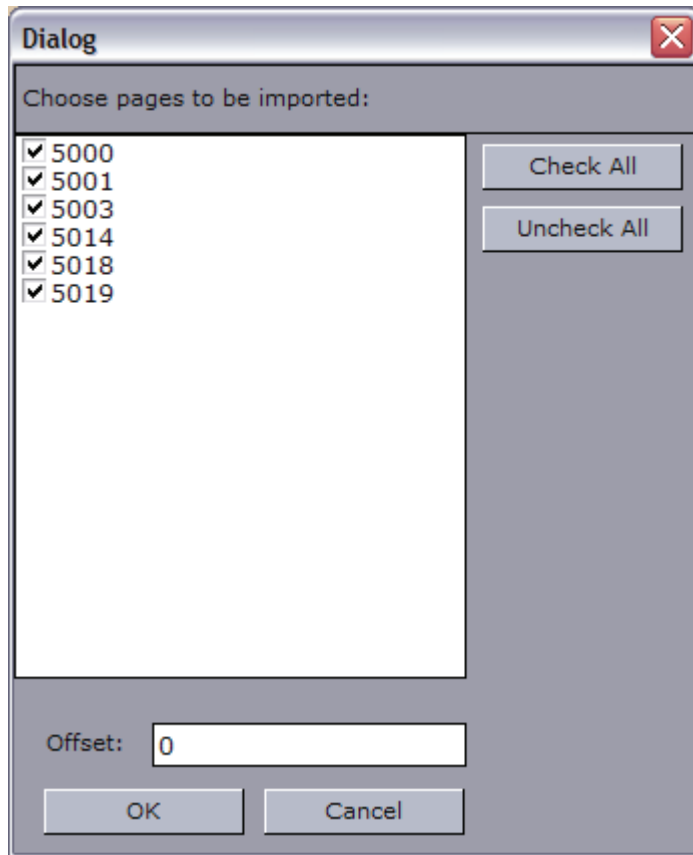 Dialog
Choose pages to be imported:
5000
5001
5003
5014
5018
5019
Check All
Uncheck All
Offset: 0
OK Cancel